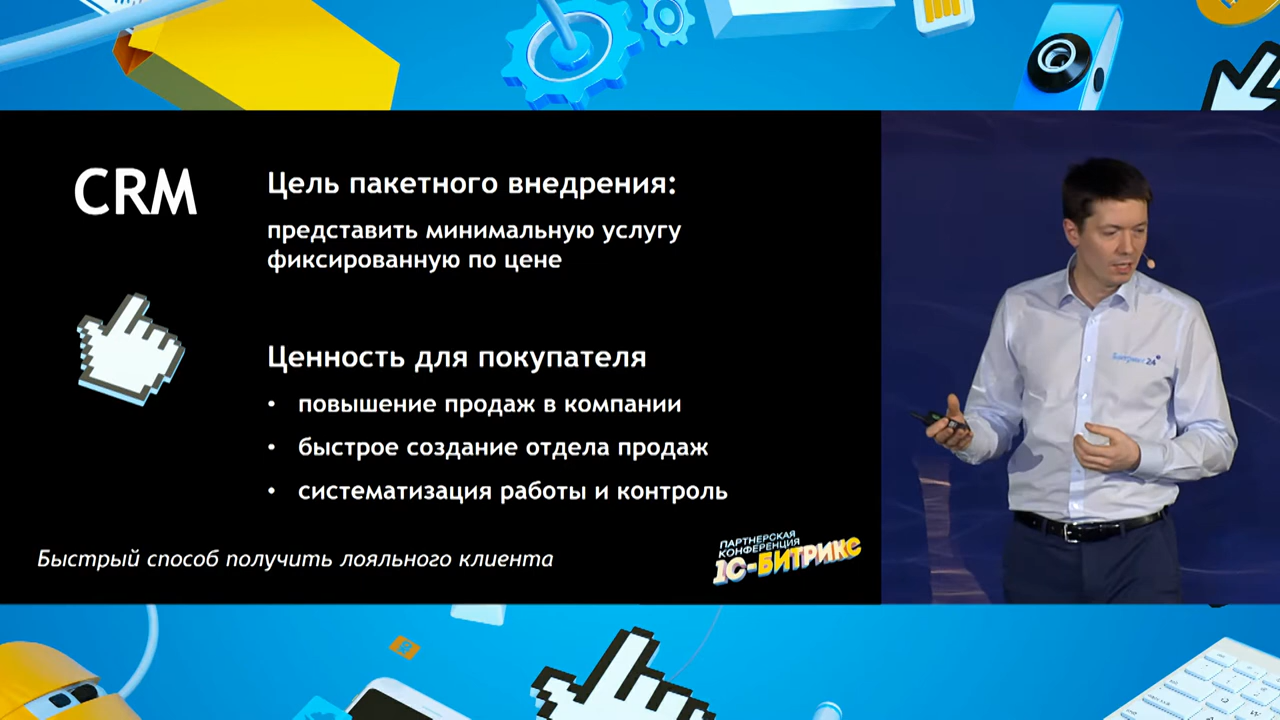 CRM
Цель пакетного внедрения:
представить минимальную услугу
фиксированную по цене
Ценность для покупателя
• повышение продаж в компании
• быстрое создание отдела продаж
• систематизация работы и контроль
Быстрый способ получить лояльного клиента
ПАРТНЕРСКАЯ
КОНФЕРЕНЦИЯ
1С-БИТРИКС
Битрикс24